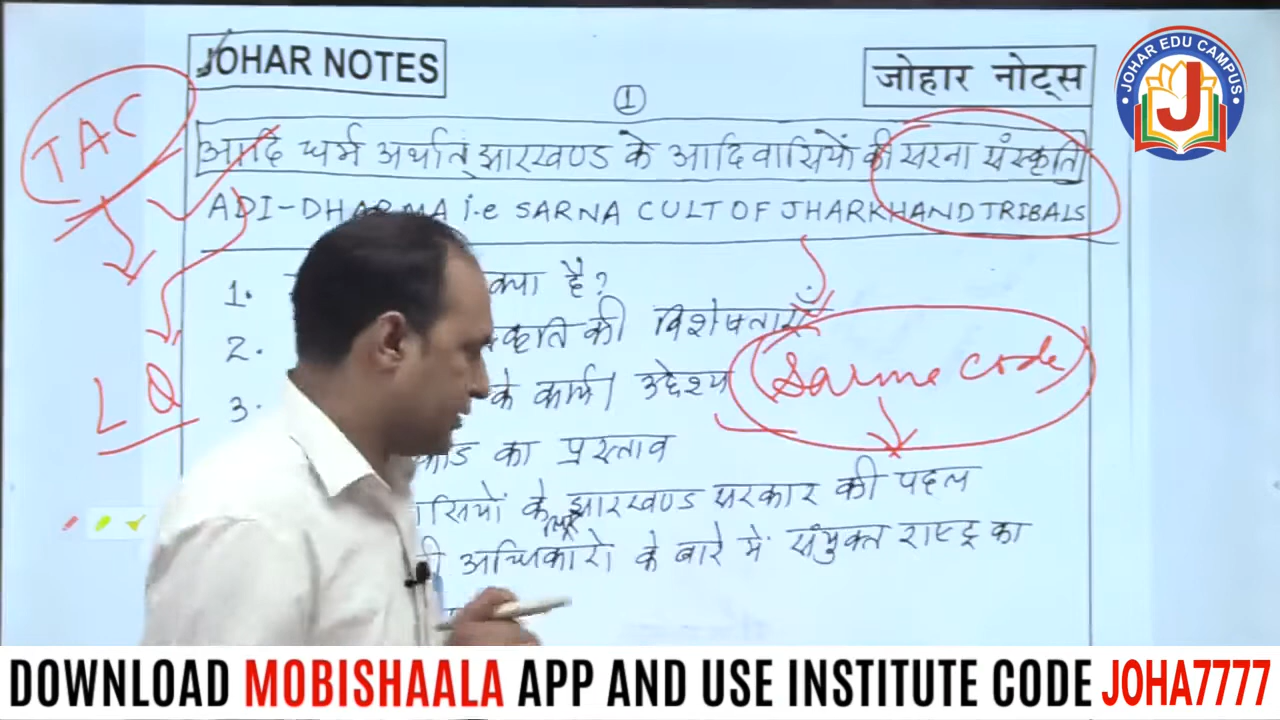 JOHAR NOTES
जोहार नोट्स
JOHAR EDU CAMPUS
J
1
TAC
आदि धर्म अर्थात् झारखण्ड के आदिवासियों की सरना संस्कृति
ADI-DHARMA i.e SARNA CULT OF JHARKHAND TRIBALS
1. क्या है?
2. की विशेषताएँ
LQ
3. के कार्य। उद्देश्य
Sarna code
का प्रस्ताव
के लिए झारखण्ड सरकार की पहल
अधिकारों के बारे में संयुक्त राष्ट्र का
DOWNLOAD MOBISHAALA APP AND USE INSTITUTE CODE JOHA7777